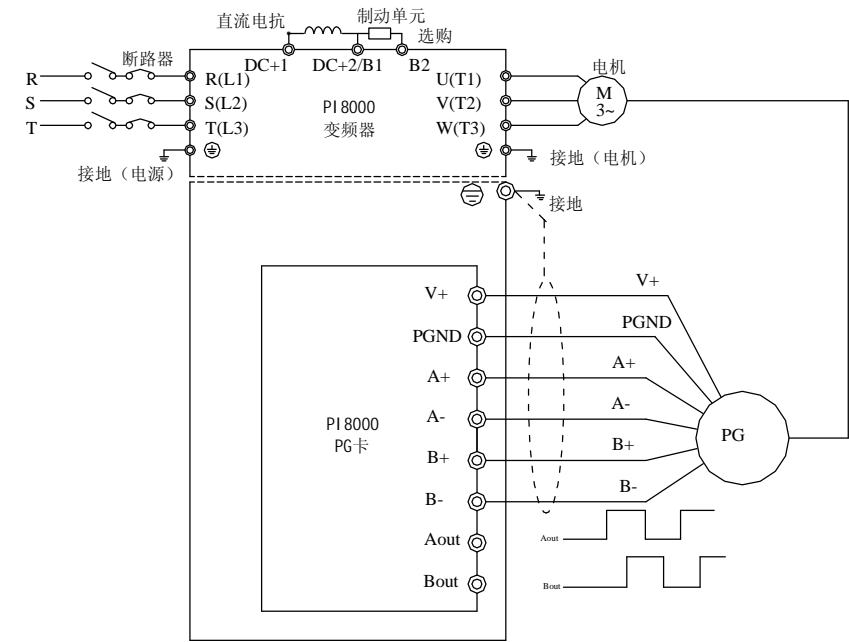 直流电抗
制动单元
选购
断路器
DC+1
DC+2/B1
B2
电机
R
R(L1)
U(T1)
M
3~
S
S(L2)
PI8000
变频器
V(T2)
T
T(L3)
W(T3)
接地（电源）
接地（电机）
接地
V+
V+
PGND
PGND
A+
A+
A-
A-
PI8000
PG卡
PG
B+
B+
B-
B-
Aout
Aout
Bout
Bout